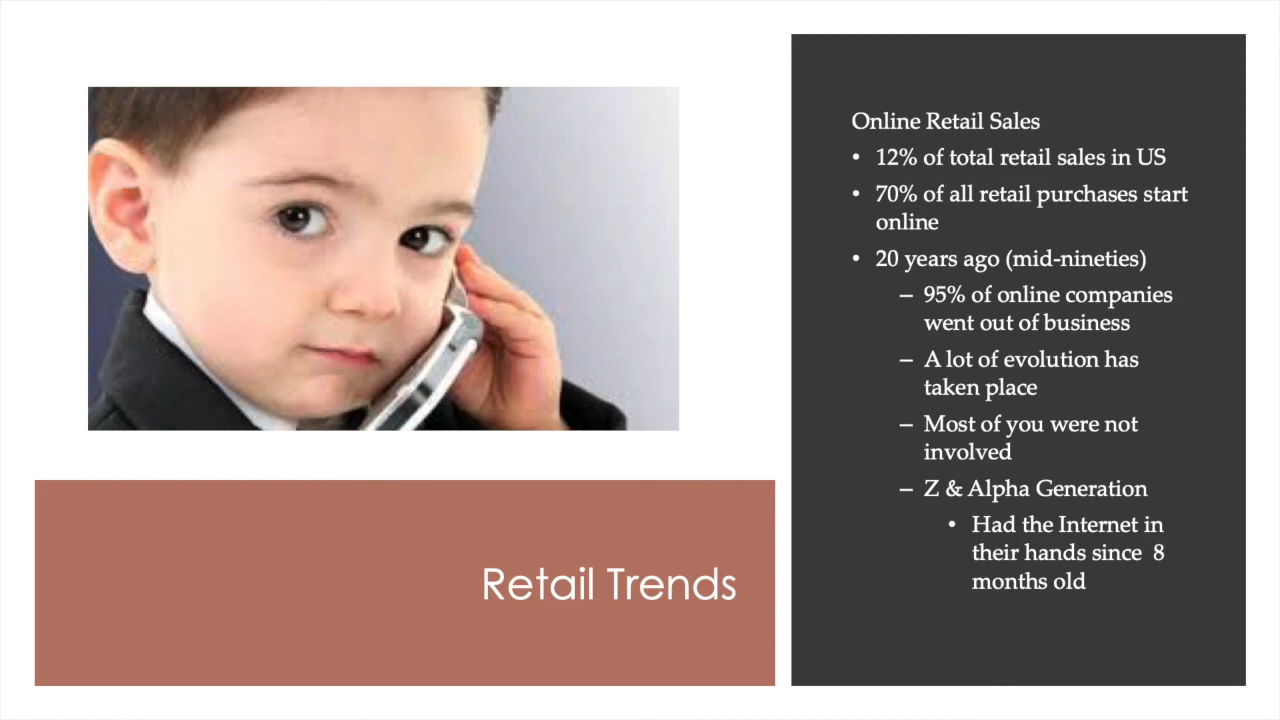 Online Retail Sales
• 12% of total retail sales in US
• 70% of all retail purchases start
online
• 20 years ago (mid-nineties)
– 95% of online companies
went out of business
– A lot of evolution has
taken place
– Most of you were not
involved
– Z & Alpha Generation
• Had the Internet in
their hands since  8
months old
Retail Trends